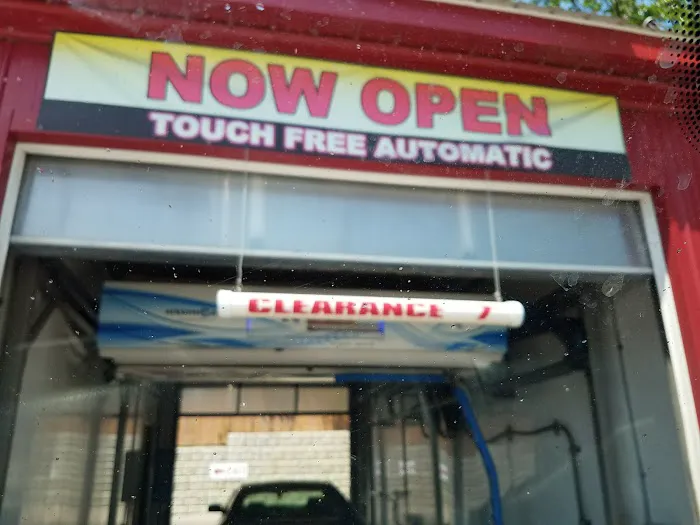 NOW OPEN
TOUCH FREE AUTOMATIC
CLEARANCE 7